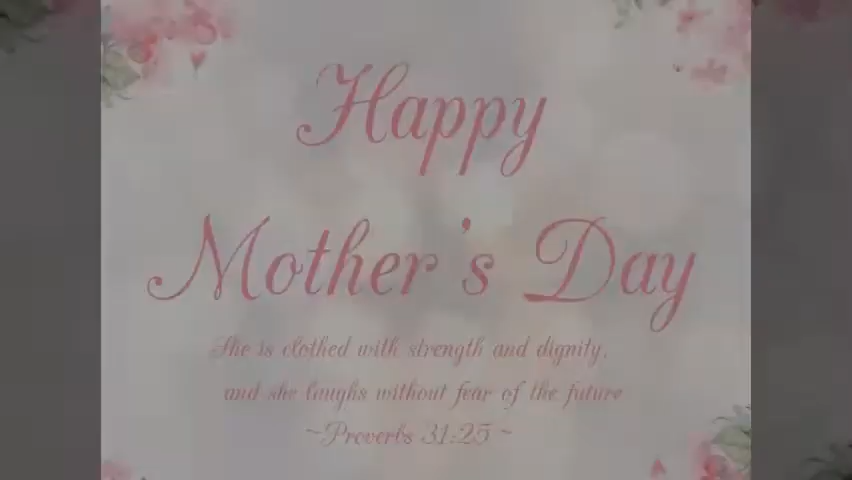 Happy
Mother's Day
She is clothed with strength and dignity,
and she laughs without fear of the future
~Proverbs 31:25 ~